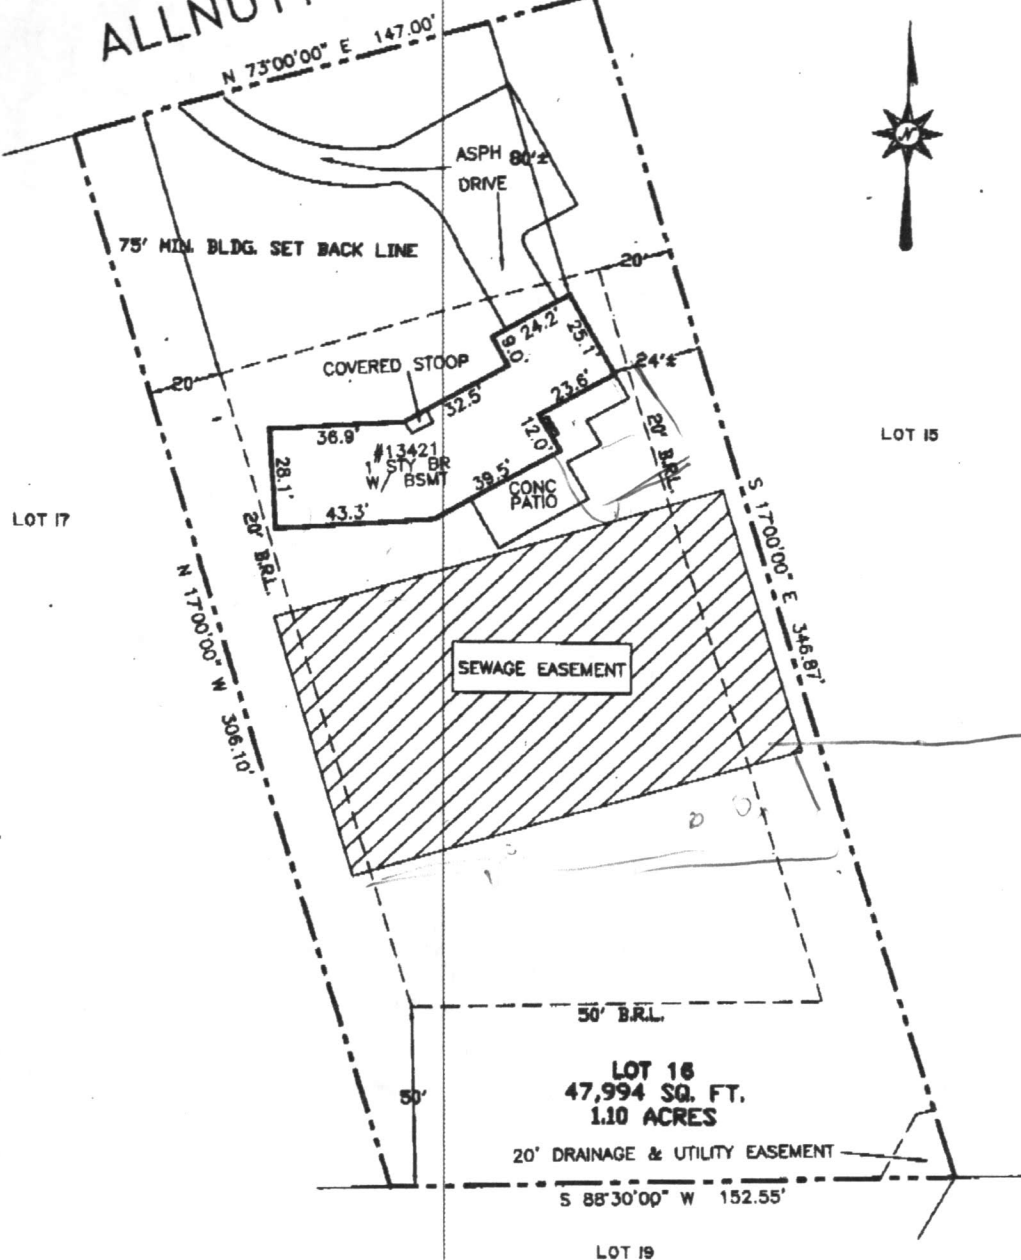 N 73°00'00" E 147.00'
N
ASPH 80'±
DRIVE
75' MIN. BLDG. SET BACK LINE
20'
20'
24.2'
25.1'
9.0'
COVERED STOOP
24'±
23.6'
32.5'
36.9'
12.0'
20' B.R.L.
LOT 15
#13421
1 STY BR
W/ BSMT
28.1'
39.5'
CONC
PATIO
43.3'
LOT 17
20' B.R.L.
S 17°00'00" E 346.87'
N 17°00'00" W 306.10'
SEWAGE EASEMENT
50' B.R.L.
LOT 16
47,994 SQ. FT.
1.10 ACRES
50'
20' DRAINAGE & UTILITY EASEMENT
S 88°30'00" W 152.55'
LOT 19